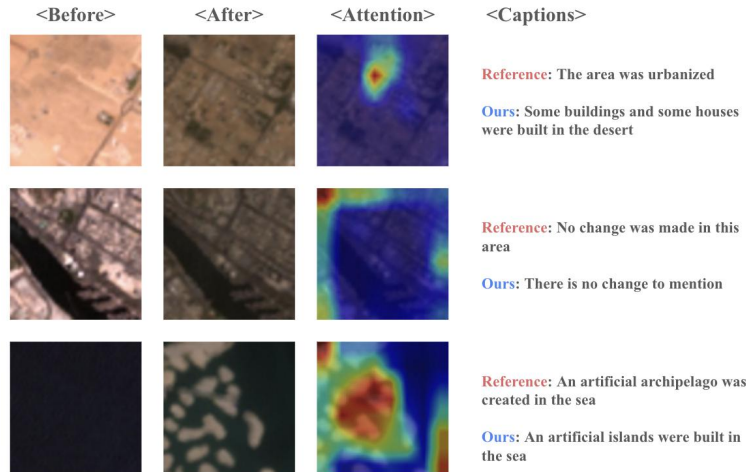 <Before> <After> <Attention> <Captions>
Reference: The area was urbanized
Ours: Some buildings and some houses
were built in the desert
Reference: No change was made in this
area
Ours: There is no change to mention
Reference: An artificial archipelago was
created in the sea
Ours: An artificial islands were built in
the sea